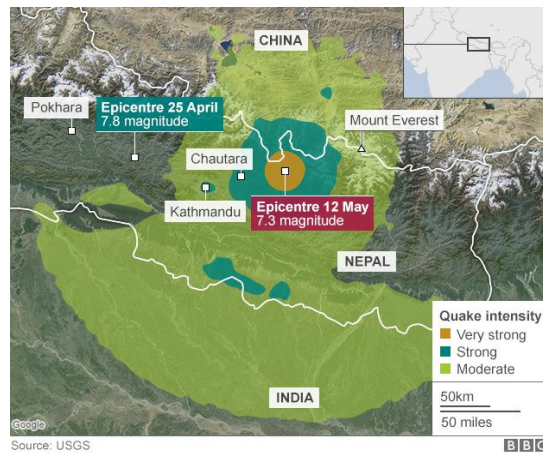 CHINA
Pokhara
Epicentre 25 April
7.8 magnitude
Mount Everest
Chautara
Kathmandu
Epicentre 12 May
7.3 magnitude
NEPAL
INDIA
Quake intensity
Very strong
Strong
Moderate
50km
50 miles
Google
Source: USGS
BBC